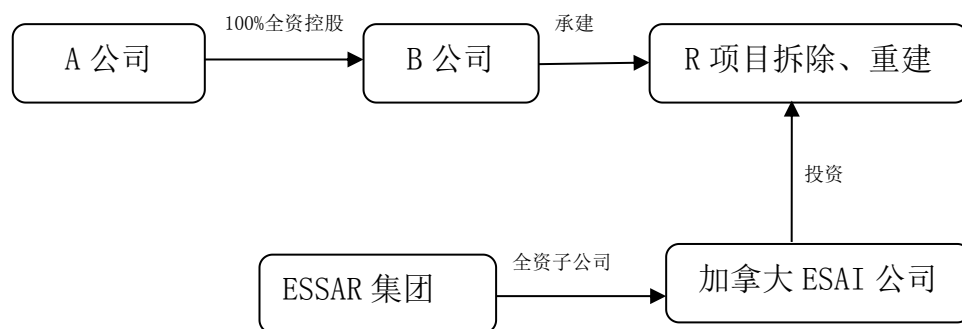 100%全资控股
承建
A 公司
B 公司
R 项目拆除、重建
投资
全资子公司
ESSAR 集团
加拿大 ESAI 公司